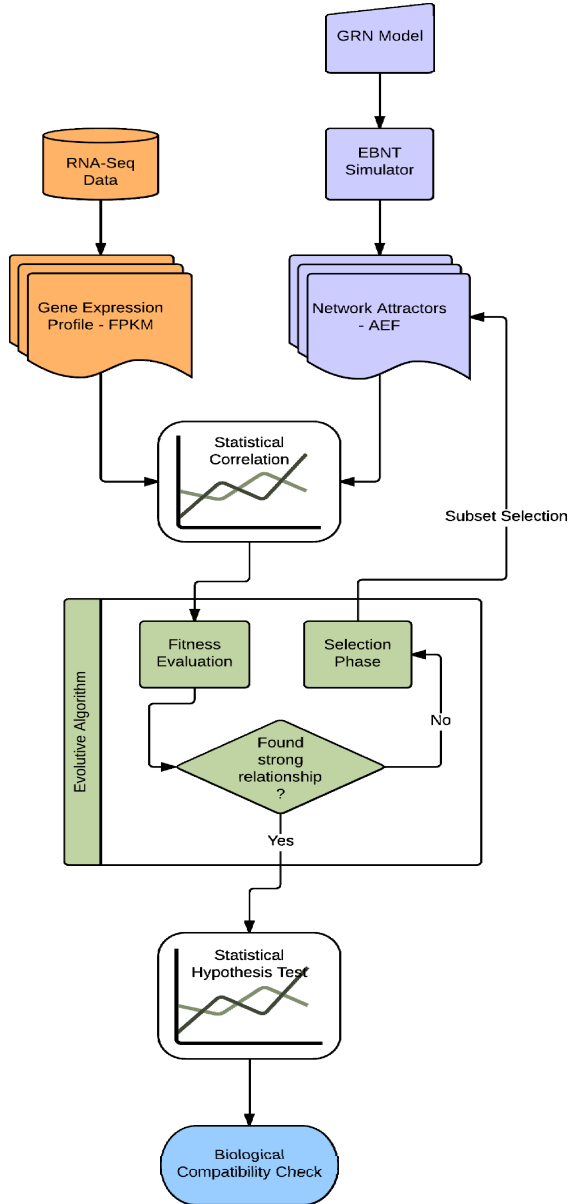 GRN Model
EBNT
Simulator
RNA-Seq
Data
Gene Expression
Profile - FPKM
Network Attractors
- AEF
Statistical
Correlation
Subset Selection
Evolutive Algorithm
Fitness
Evaluation
Selection
Phase
No
Found
strong
relationship
?
Yes
Statistical
Hypothesis Test
Biological
Compatibility Check